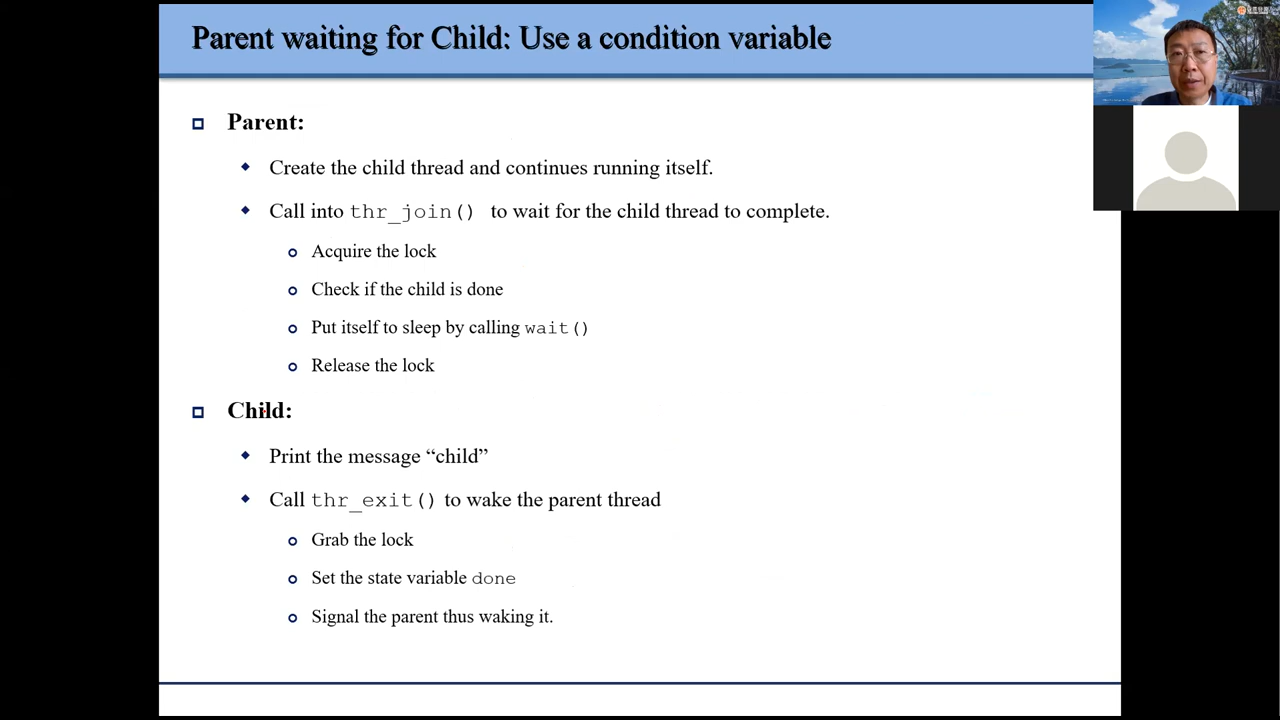 Parent waiting for Child: Use a condition variable
Parent:
Create the child thread and continues running itself.
Call into thr_join() to wait for the child thread to complete.
Acquire the lock
Check if the child is done
Put itself to sleep by calling wait()
Release the lock
Child:
Print the message “child”
Call thr_exit() to wake the parent thread
Grab the lock
Set the state variable done
Signal the parent thus waking it.